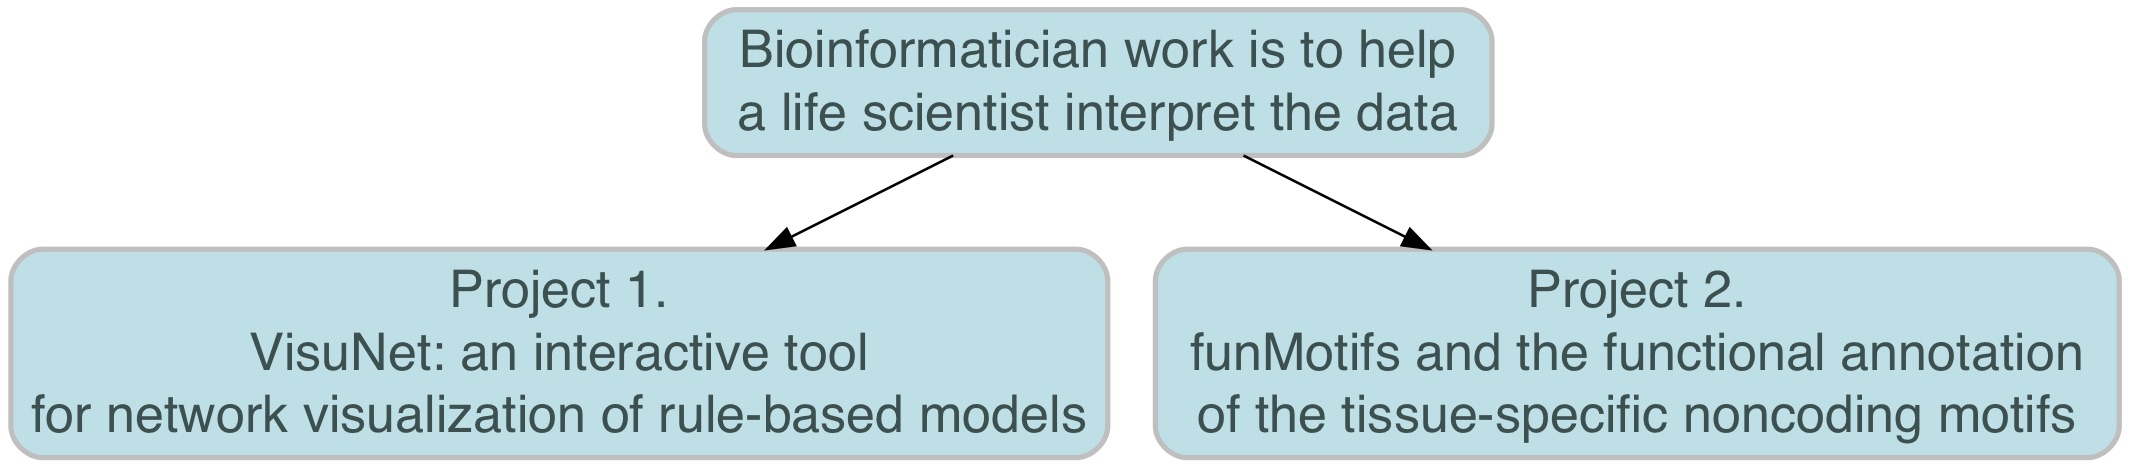 Bioinformatician work is to help
a life scientist interpret the data
Project 1.
VisuNet: an interactive tool
for network visualization of rule-based models
Project 2.
funMotifs and the functional annotation
of the tissue-specific noncoding motifs